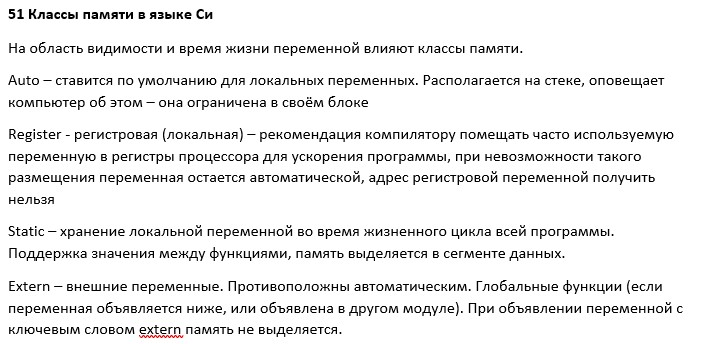 51 Классы памяти в языке Си
На область видимости и время жизни переменной влияют классы памяти.
Auto – ставится по умолчанию для локальных переменных. Располагается на стеке, оповещает
компьютер об этом – она ограничена в своём блоке
Register - регистровая (локальная) – рекомендация компилятору помещать часто используемую
переменную в регистры процессора для ускорения программы, при невозможности такого
размещения переменная остается автоматической, адрес регистровой переменной получить
нельзя
Static – хранение локальной переменной во время жизненного цикла всей программы.
Поддержка значения между функциями, память выделяется в сегменте данных.
Extern – внешние переменные. Противоположны автоматическим. Глобальные функции (если
переменная объявляется ниже, или объявлена в другом модуле). При объявлении переменной с
ключевым словом extern память не выделяется.